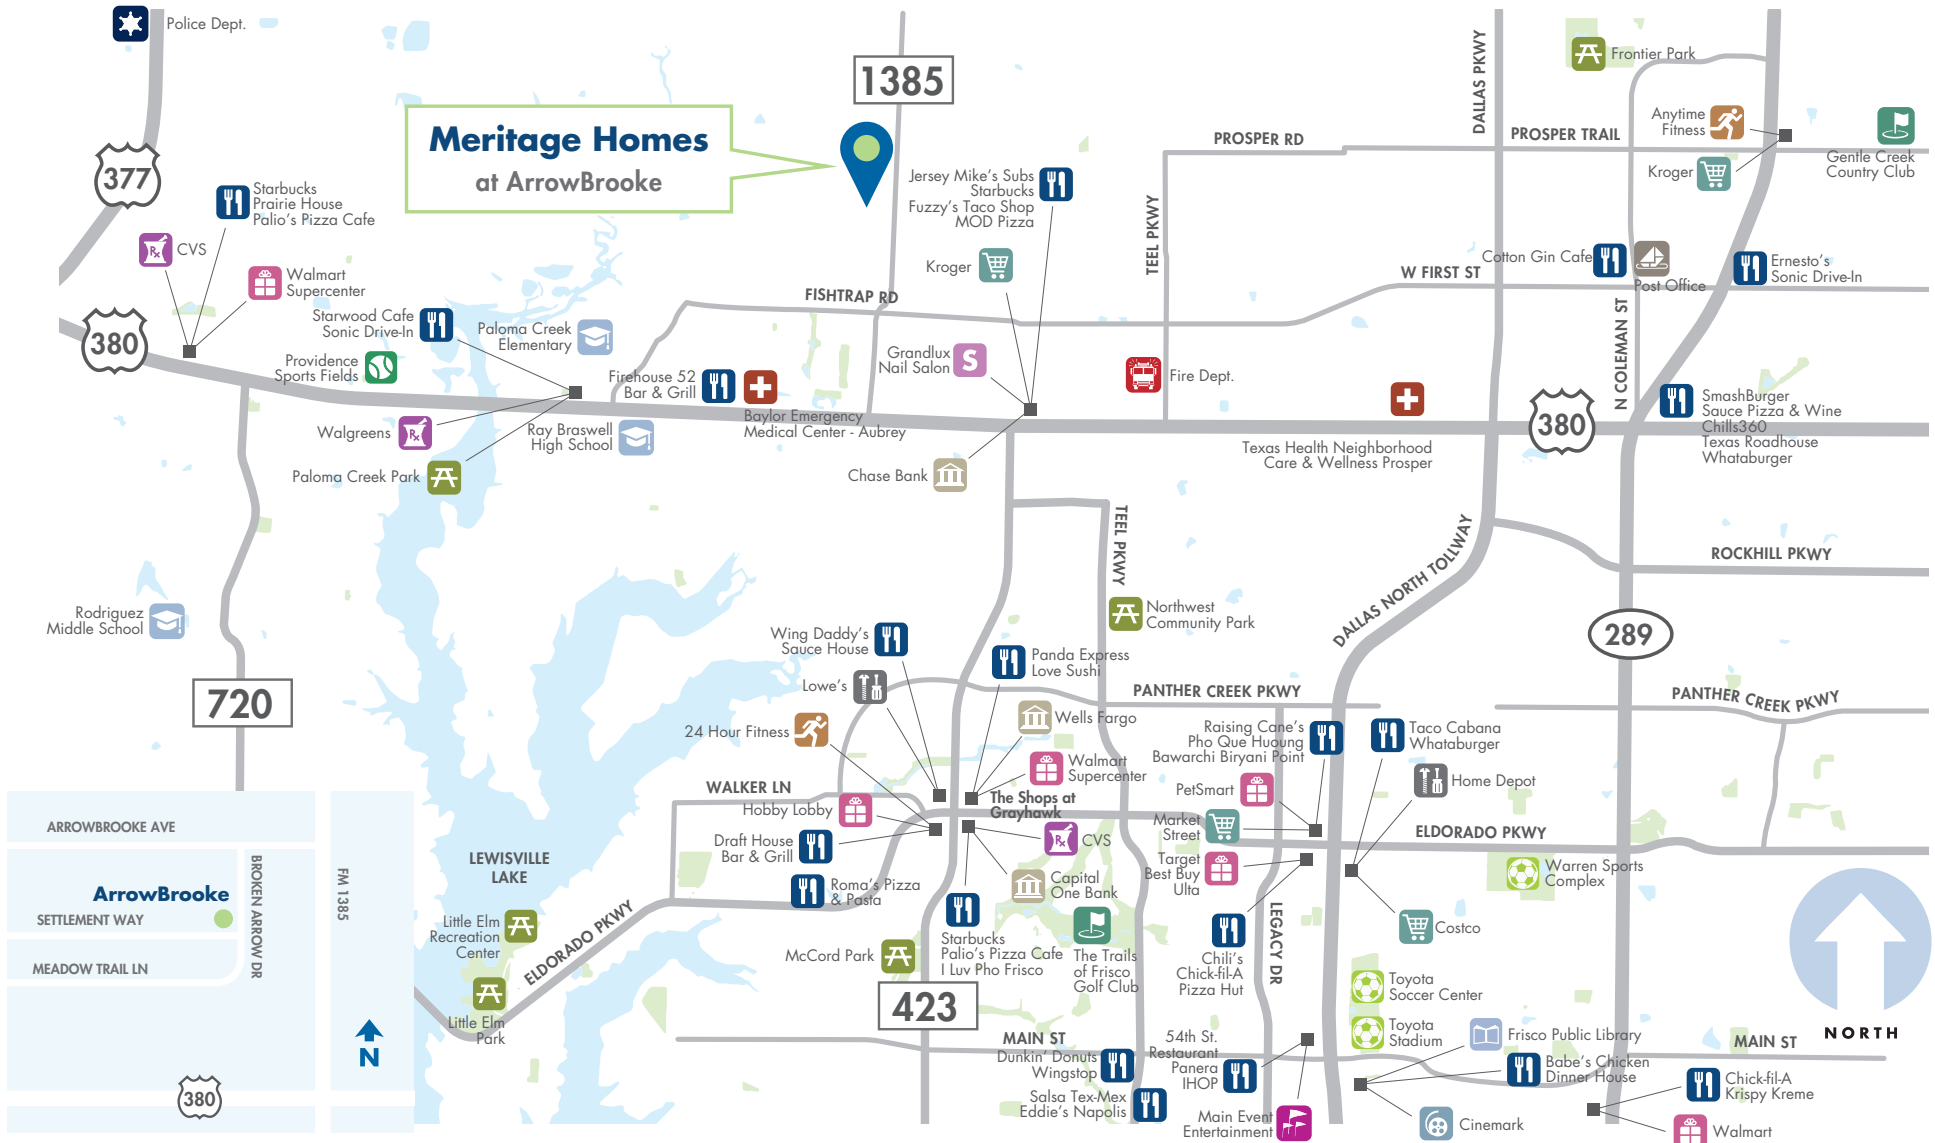 Police Dept.
1385
Meritage Homes
at ArrowBrooke
377
Starbucks
Prairie House
Palio's Pizza Cafe
CVS
Walmart
Supercenter
380
Starwood Cafe
Sonic Drive-In
Providence
Sports Fields
Paloma Creek
Elementary
Walgreens
Paloma Creek Park
Ray Braswell
High School
Firehouse 52
Bar & Grill
Baylor Emergency
Medical Center - Aubrey
FISHTRAP RD
Jersey Mike's Subs
Starbucks
Fuzzy's Taco Shop
MOD Pizza
Kroger
Grandlux
Nail Salon
Chase Bank
TEEL PKWY
Fire Dept.
PROSPER RD
DALLAS PKWY
PROSPER TRAIL
Frontier Park
Anytime
Fitness
Kroger
Gentle Creek
Country Club
W FIRST ST
Cotton Gin Cafe
Post Office
Ernesto's
Sonic Drive-In
N COLEMAN ST
Texas Health Neighborhood
Care & Wellness Prosper
380
SmashBurger
Sauce Pizza & Wine
Chills360
Texas Roadhouse
Whataburger
TEEL PKWY
DALLAS NORTH TOLLWAY
ROCKHILL PKWY
289
Rodriguez
Middle School
720
Northwest
Community Park
Wing Daddy's
Sauce House
Lowe's
24 Hour Fitness
Panda Express
Love Sushi
Wells Fargo
Walmart
Supercenter
PANTHER CREEK PKWY
PANTHER CREEK PKWY
Raising Cane's
Pho Que Huoung
Bawarchi Biryani Point
Taco Cabana
Whataburger
Home Depot
PetSmart
Market
Street
Target
Best Buy
Ulta
WALKER LN
Hobby Lobby
The Shops at
Grayhawk
Draft House
Bar & Grill
CVS
Roma's Pizza
& Pasta
Capital
One Bank
ELDORADO PKWY
Warren Sports
Complex
Costco
LEGACY DR
Chili's
Chick-fil-A
Pizza Hut
LEWISVILLE
LAKE
Little Elm
Recreation
Center
Little Elm
Park
ELDORADO PKWY
McCord Park
Starbucks
Palio's Pizza Cafe
I Luv Pho Frisco
The Trails
of Frisco
Golf Club
423
MAIN ST
Dunkin' Donuts
Wingstop
Salsa Tex-Mex
Eddie's Napolis
54th St.
Restaurant
Panera
IHOP
Main Event
Entertainment
Toyota
Soccer Center
Toyota
Stadium
Frisco Public Library
Babe's Chicken
Dinner House
Cinemark
MAIN ST
Chick-fil-A
Krispy Kreme
Walmart
NORTH
ARROWBROOKE AVE
ArrowBrooke
SETTLEMENT WAY
MEADOW TRAIL LN
BROKEN ARROW DR
FM 1385
N
380
S
Rx
Rx
Rx